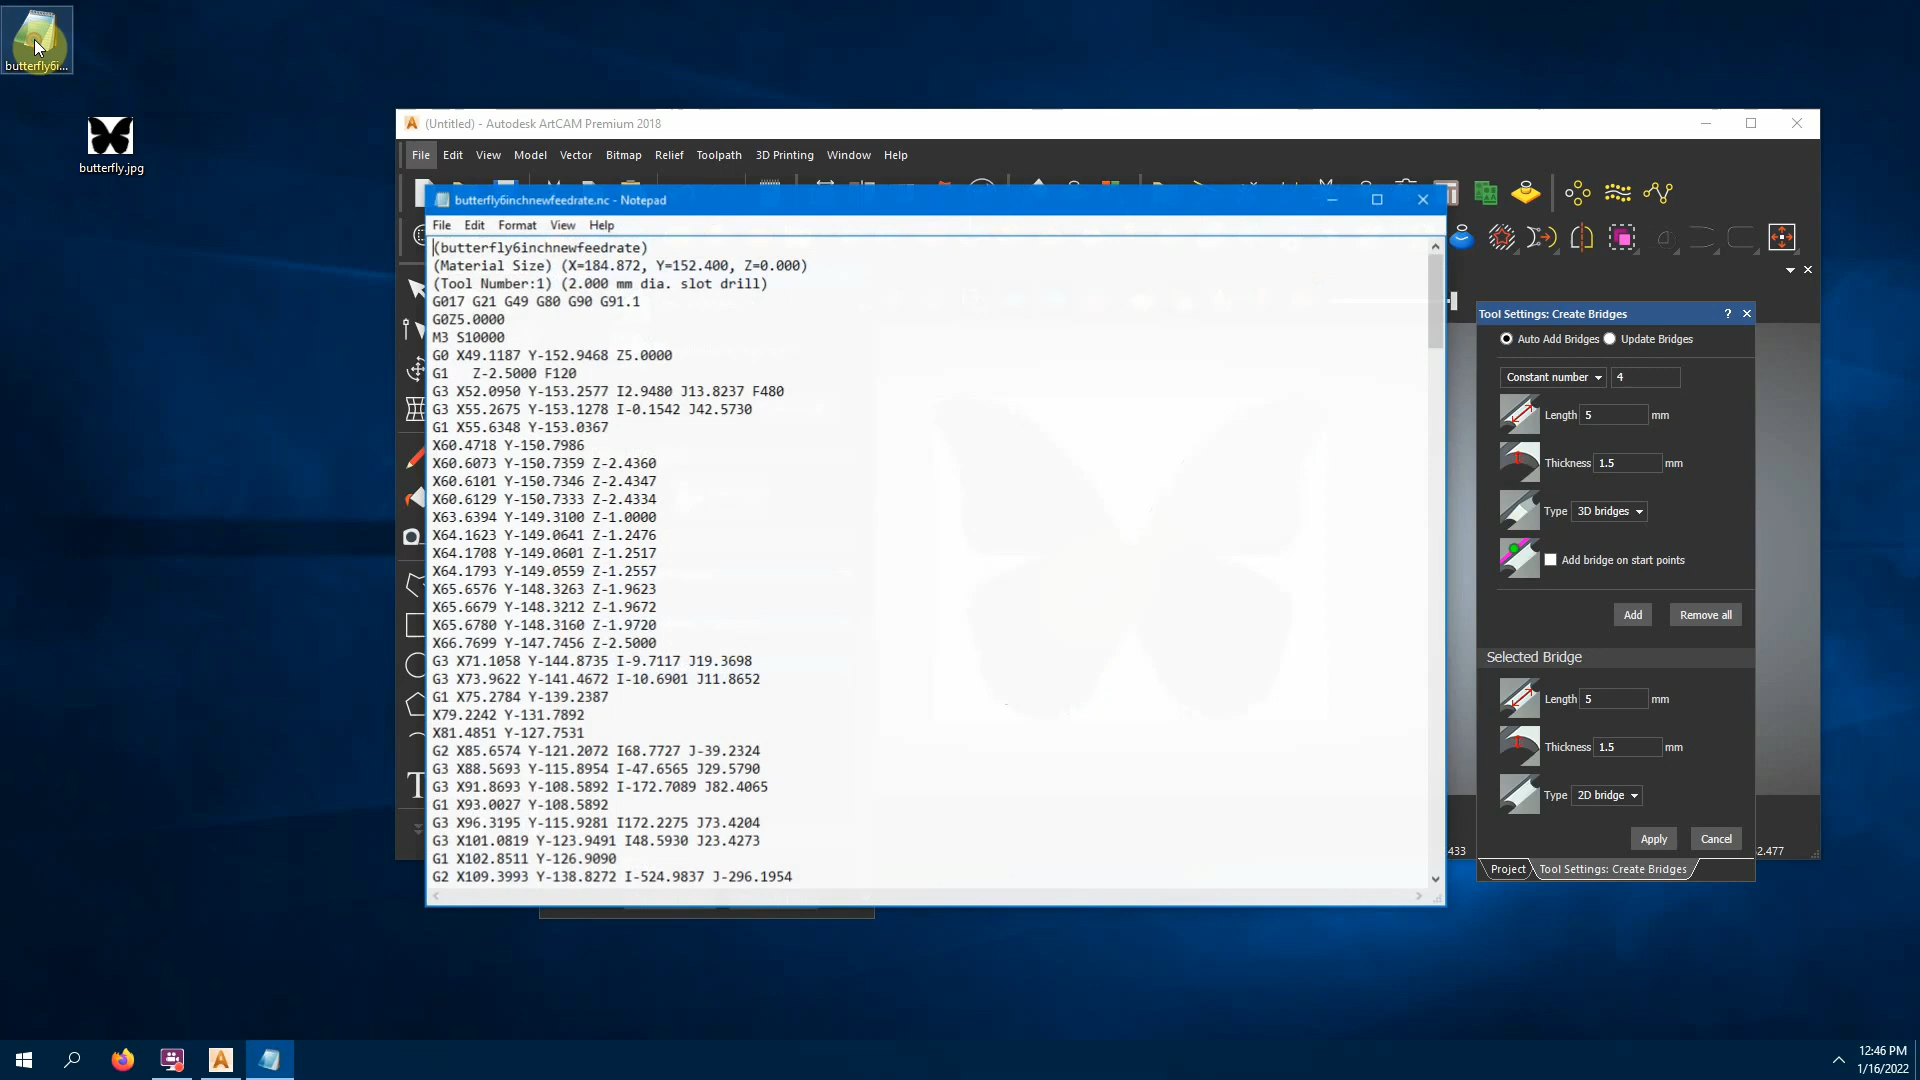 butterfly6i...
butterfly.jpg
(Untitled) - Autodesk ArtCAM Premium 2018
File Edit View Model Vector Bitmap Relief Toolpath 3D Printing Window Help
butterfly6inchnewfeedrate.nc - Notepad
File Edit Format View Help
(butterfly6inchnewfeedrate)
(Material Size) (X=184.872, Y=152.400, Z=0.000)
(Tool Number:1) (2.000 mm dia. slot drill)
G017 G21 G49 G80 G90 G91.1
G0Z5.0000
M3 S10000
G0 X49.1187 Y-152.9468 Z5.0000
G1   Z-2.5000 F120
G3 X52.0950 Y-153.2577 I2.9480 J13.8237 F480
G3 X55.2675 Y-153.1278 I-0.1542 J42.5730
G1 X55.6348 Y-153.0367
X60.4718 Y-150.7986
X60.6073 Y-150.7359 Z-2.4360
X60.6101 Y-150.7346 Z-2.4347
X60.6129 Y-150.7333 Z-2.4334
X63.6394 Y-149.3100 Z-1.0000
X64.1623 Y-149.0641 Z-1.2476
X64.1708 Y-149.0601 Z-1.2517
X64.1793 Y-149.0559 Z-1.2557
X65.6576 Y-148.3263 Z-1.9623
X65.6679 Y-148.3212 Z-1.9672
X65.6780 Y-148.3160 Z-1.9720
X66.7699 Y-147.7456 Z-2.5000
G3 X71.1058 Y-144.8735 I-9.7117 J19.3698
G3 X73.9622 Y-141.4672 I-10.6901 J11.8652
G1 X75.2784 Y-139.2387
X79.2242 Y-131.7892
X81.4851 Y-127.7531
G2 X85.6574 Y-121.2072 I68.7727 J-39.2324
G3 X88.5693 Y-115.8954 I-47.6565 J29.5790
G3 X91.8693 Y-108.5892 I-172.7089 J82.4065
G1 X93.0027 Y-108.5892
G3 X96.3195 Y-115.9281 I172.2275 J73.4204
G3 X101.0819 Y-123.9491 I48.5930 J23.4273
G1 X102.8511 Y-126.9090
G2 X109.3993 Y-138.8272 I-524.9837 J-296.1954
Tool Settings: Create Bridges ?
Auto Add Bridges Update Bridges
Constant number 4
Length 5 mm
Thickness 1.5 mm
Type 3D bridges
Add bridge on start points
Add Remove all
Selected Bridge
Length 5 mm
Thickness 1.5 mm
Type 2D bridge
Apply Cancel
433
2.477
Project Tool Settings: Create Bridges
12:46 PM
1/16/2022